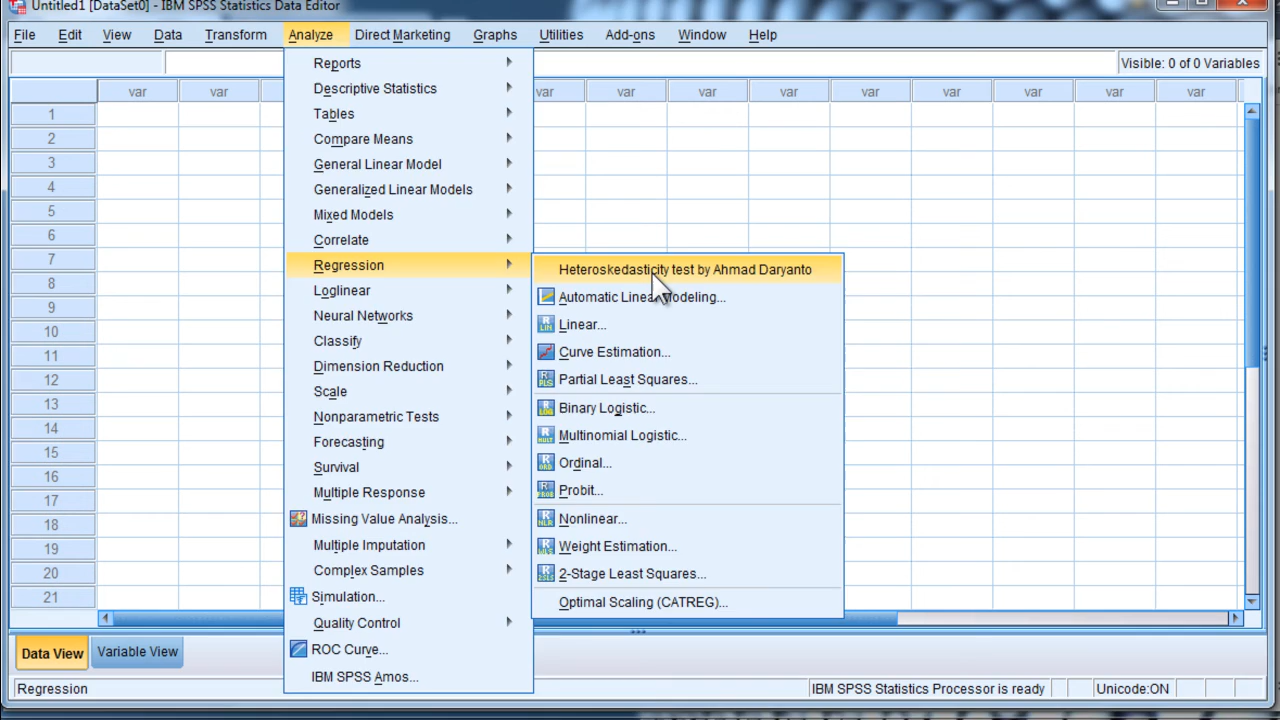 Untitled1 [DataSet0] - IBM SPSS Statistics Data Editor
File Edit View Data Transform Analyze Direct Marketing Graphs Utilities Add-ons Window Help
Visible: 0 of 0 Variables
var var var var var var var var var var var
1
2
3
4
5
6
7
8
9
10
11
12
13
14
15
16
17
18
19
20
21
Reports
Descriptive Statistics
Tables
Compare Means
General Linear Model
Generalized Linear Models
Mixed Models
Correlate
Regression
Loglinear
Neural Networks
Classify
Dimension Reduction
Scale
Nonparametric Tests
Forecasting
Survival
Multiple Response
Missing Value Analysis...
Multiple Imputation
Complex Samples
Simulation...
Quality Control
ROC Curve...
IBM SPSS Amos...
Heteroskedasticity test by Ahmad Daryanto
Automatic Linear Modeling...
Linear...
Curve Estimation...
Partial Least Squares...
Binary Logistic...
Multinomial Logistic...
Ordinal...
Probit...
Nonlinear...
Weight Estimation...
2-Stage Least Squares...
Optimal Scaling (CATREG)...
Data View Variable View
Regression IBM SPSS Statistics Processor is ready Unicode:ON